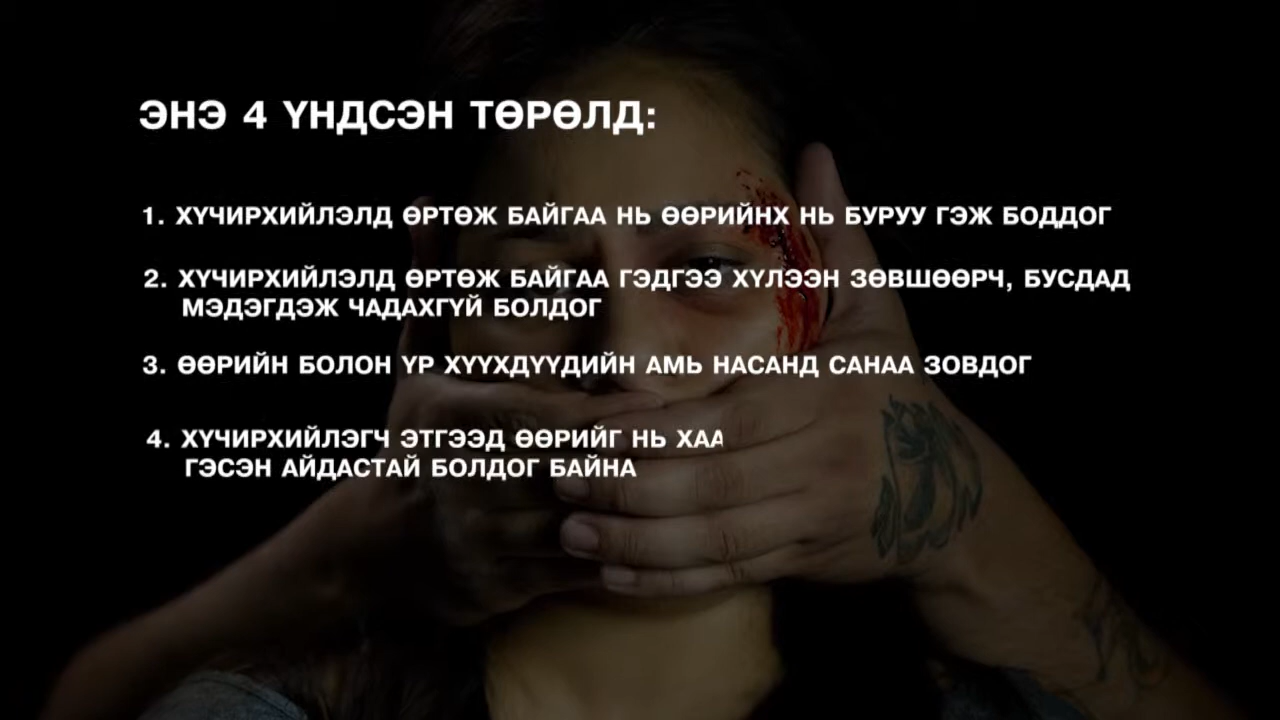 ЭНЭ 4 ҮНДСЭН ТӨРӨЛД:
1. ХҮЧИРХИЙЛЭЛД ӨРТӨЖ БАЙГАА НЬ ӨӨРИЙНХ НЬ БУРУУ ГЭЖ БОДДОГ
2. ХҮЧИРХИЙЛЭЛД ӨРТӨЖ БАЙГАА ГЭДГЭЭ ХҮЛЭЭН ЗӨВШӨӨРЧ, БУСДАД
МЭДЭГДЭЖ ЧАДАХГҮЙ БОЛДОГ
3. ӨӨРИЙН БОЛОН ҮР ХҮҮХДҮҮДИЙН АМЬ НАСАНД САНАА ЗОВДОГ
4. ХҮЧИРХИЙЛЭГЧ ЭТГЭЭД ӨӨРИЙГ НЬ ХАА
ГЭСЭН АЙДАСТАЙ БОЛДОГ БАЙНА